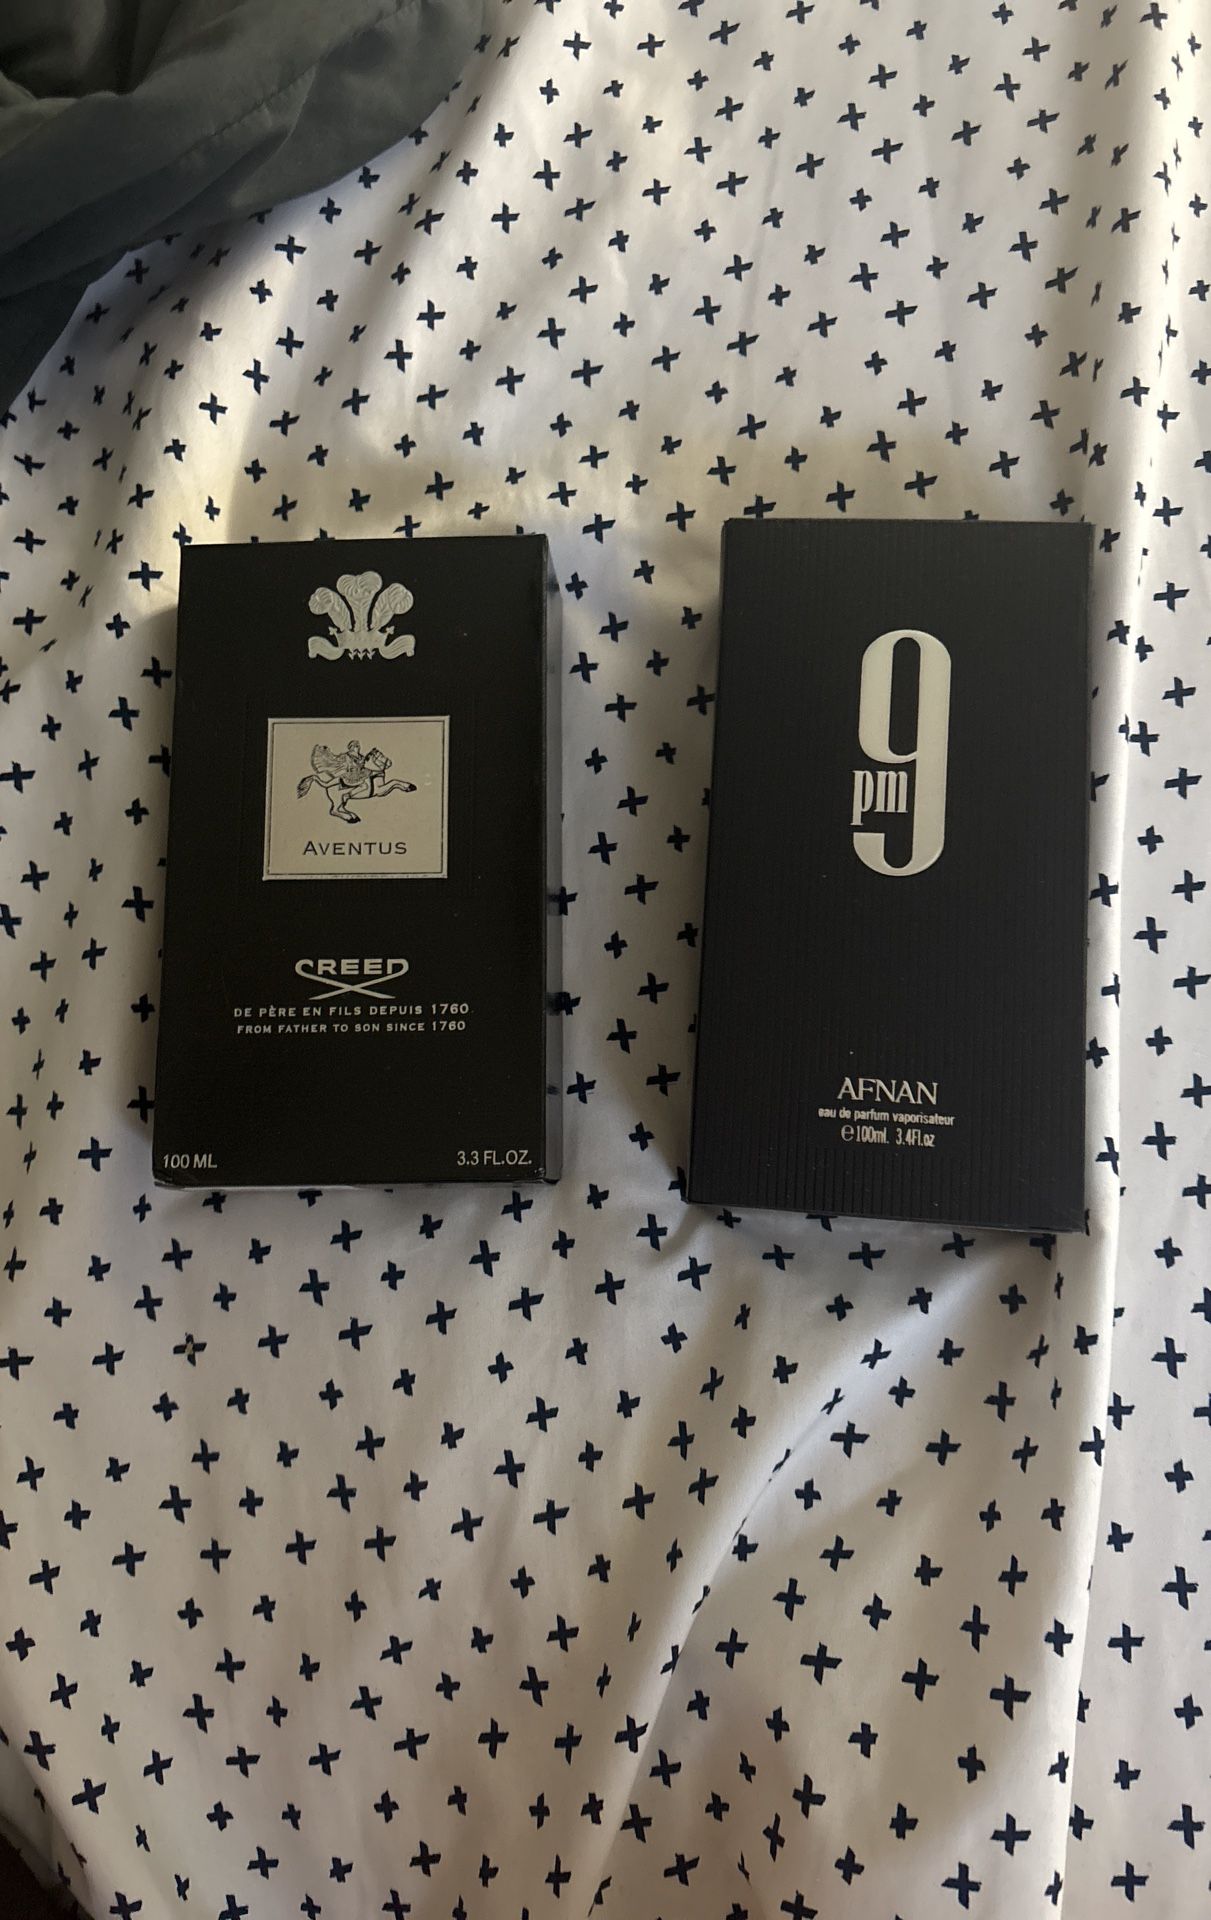 AVENTUS
CREED
DE PÈRE EN FILS DEPUIS 1760
FROM FATHER TO SON SINCE 1760
100 ML 3.3 FL.OZ.
9
pm
AFNAN
eau de parfum vaporisateur
℮100ml. 3.4Fl.oz